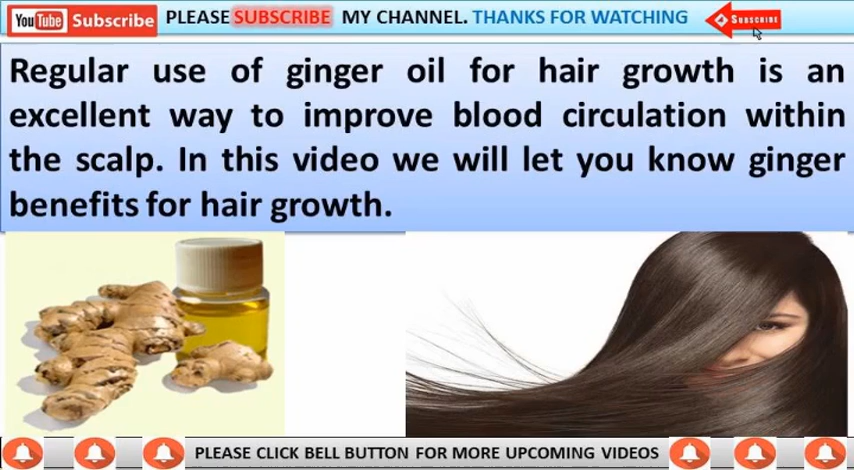 YouTube Subscribe PLEASE SUBSCRIBE MY CHANNEL. THANKS FOR WATCHING SUBSCRIBE
Regular use of ginger oil for hair growth is an
excellent way to improve blood circulation within
the scalp. In this video we will let you know ginger
benefits for hair growth.
PLEASE CLICK BELL BUTTON FOR MORE UPCOMING VIDEOS